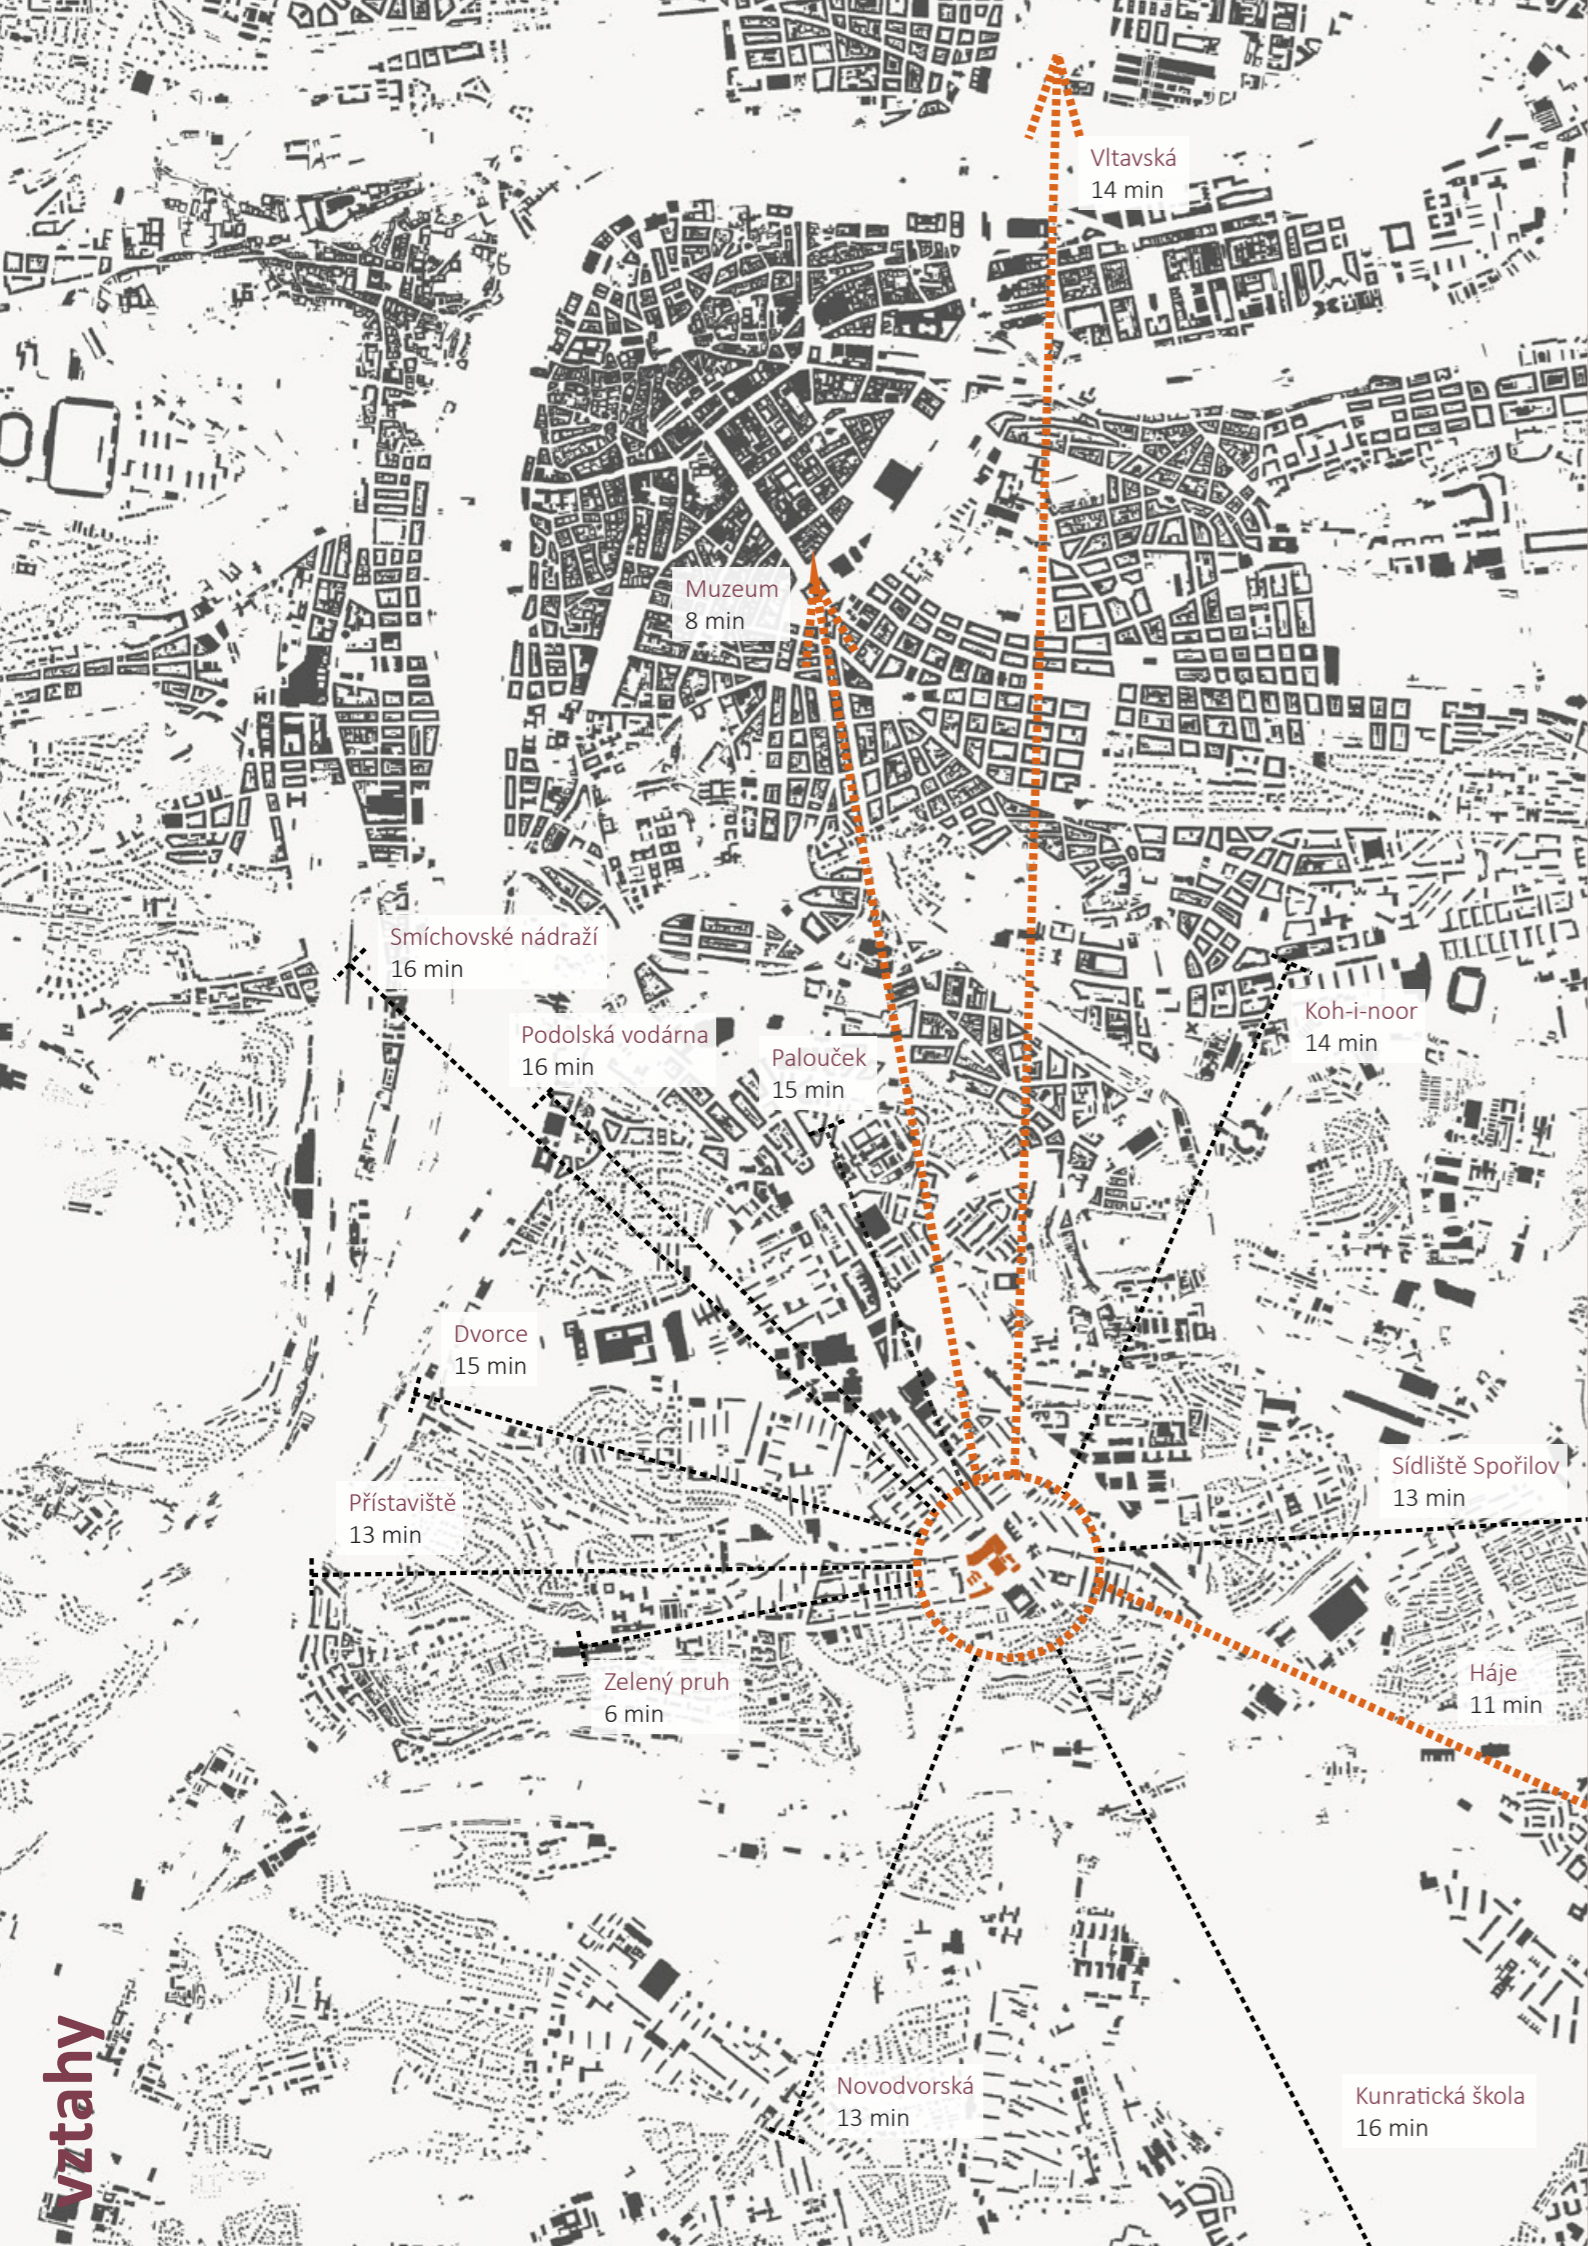 Vltavská
14 min
Muzeum
8 min
Smíchovské nádraží
16 min
Podolská vodárna
16 min
Palouček
15 min
Koh-i-noor
14 min
Dvorce
15 min
Přístaviště
13 min
Sídliště Spořilov
13 min
Zelený pruh
6 min
Háje
11 min
Novodvorská
13 min
Kunratická škola
16 min
vztahy